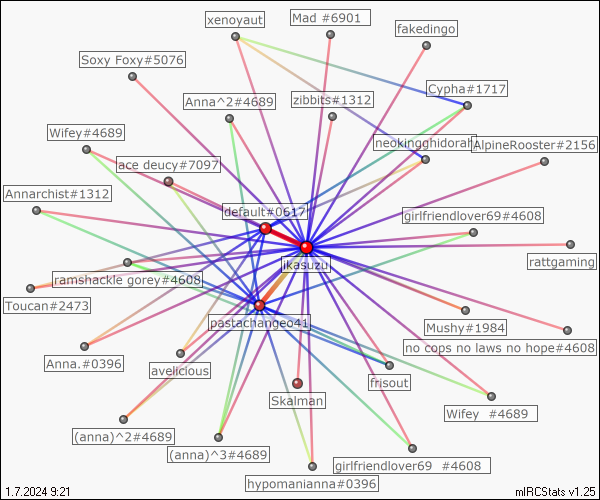 xenoyaut
Mad #6901
fakedingo
Soxy Foxy#5076
Cypha#1717
Anna^2#4689
zibbits#1312
Wifey#4689
neokingghidorah
AlpineRooster#2156
ace deucy#7097
Annarchist#1312
default#0617
girlfriendlover69#4608
rattgaming
ikasuzu
ramshackle gorey#4608
Toucan#2473
pastachangeo41
Mushy#1984
no cops no laws no hope#4608
Anna.#0396
avelicious
frisout
Skalman
Wifey #4689
(anna)^2#4689
(anna)^3#4689
girlfriendlover69 #4608
hypomanianna#0396
1.7.2024 9:21
mIRCStats v1.25